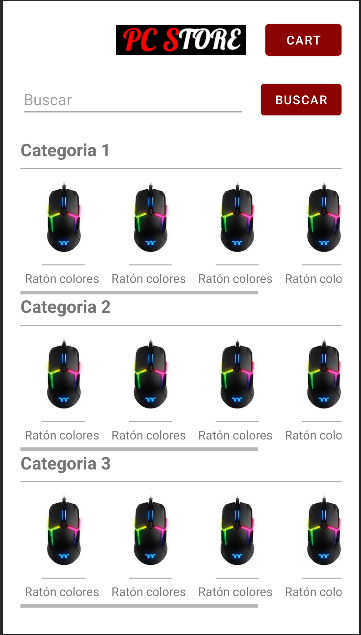 PC STORE
CART
Buscar
BUSCAR
Categoria 1
Ratón colores Ratón colores Ratón colores Ratón colo
Categoria 2
Ratón colores Ratón colores Ratón colores Ratón colo
Categoria 3
Ratón colores Ratón colores Ratón colores Ratón colo